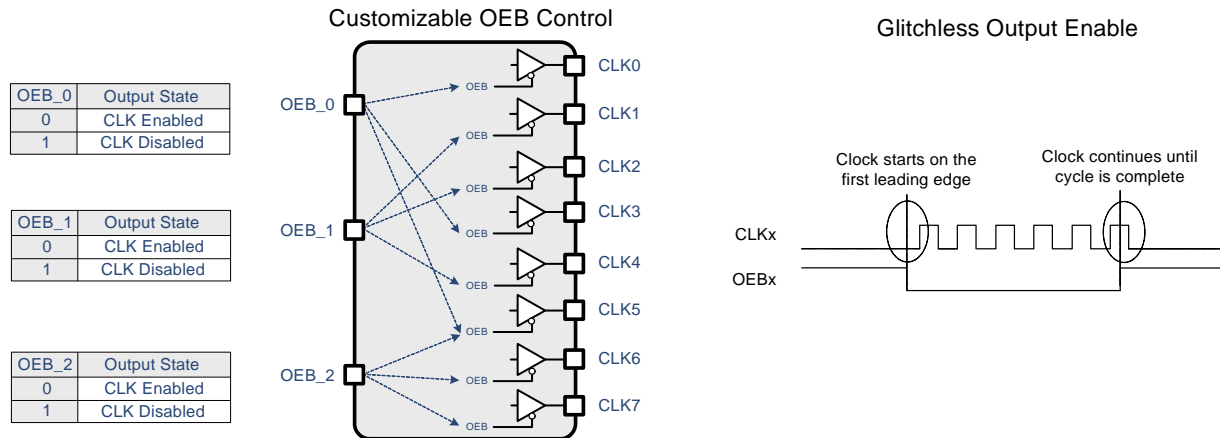 Customizable OEB Control
Glitchless Output Enable
OEB_0 Output State
0 CLK Enabled
1 CLK Disabled
OEB_1 Output State
0 CLK Enabled
1 CLK Disabled
OEB_2 Output State
0 CLK Enabled
1 CLK Disabled
OEB_0
OEB_1
OEB_2
OEB
OEB
OEB
OEB
OEB
OEB
OEB
OEB
CLK0
CLK1
CLK2
CLK3
CLK4
CLK5
CLK6
CLK7
Clock starts on the
first leading edge
Clock continues until
cycle is complete
CLKx
OEBx